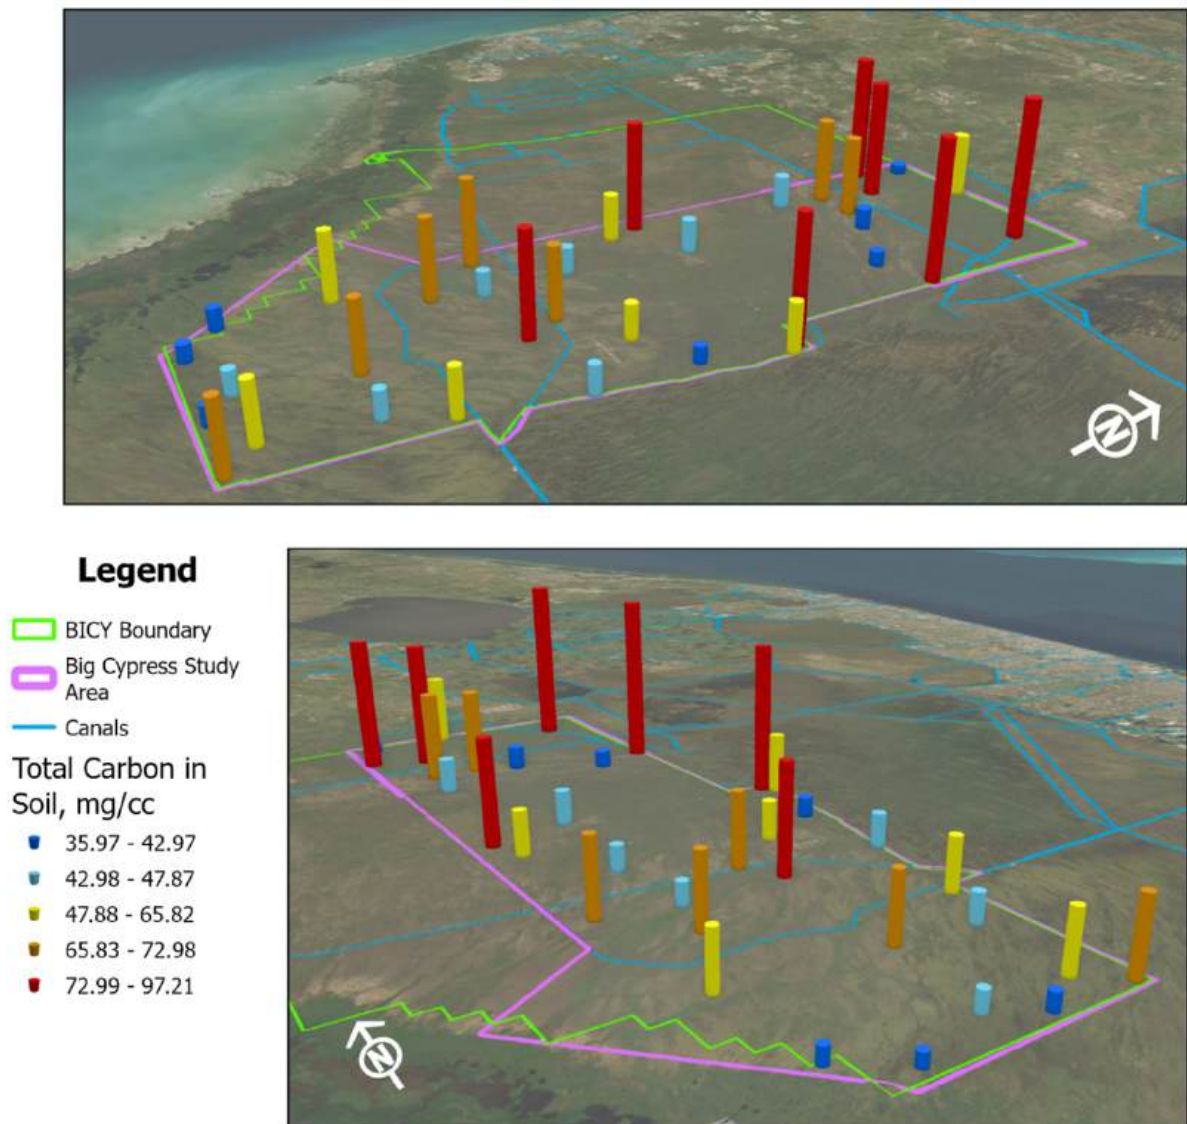 N
Legend
BICY Boundary
Big Cypress Study
Area
Canals
Total Carbon in
Soil, mg/cc
35.97 - 42.97
42.98 - 47.87
47.88 - 65.82
65.83 - 72.98
72.99 - 97.21
N